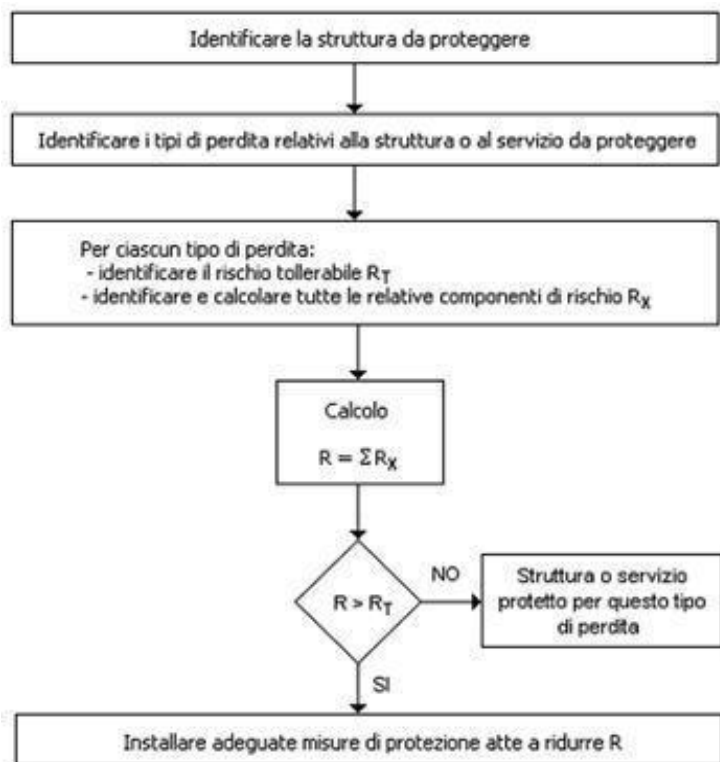 Identificare la struttura da proteggere
Identificare i tipi di perdita relativi alla struttura o al servizio da proteggere
Per ciascun tipo di perdita:
- identificare il rischio tollerabile RT
- identificare e calcolare tutte le relative componenti di rischio RX
Calcolo
R = ΣRX
R > RT
NO
Struttura o servizio
protetto per questo tipo
di perdita
SI
Installare adeguate misure di protezione atte a ridurre R